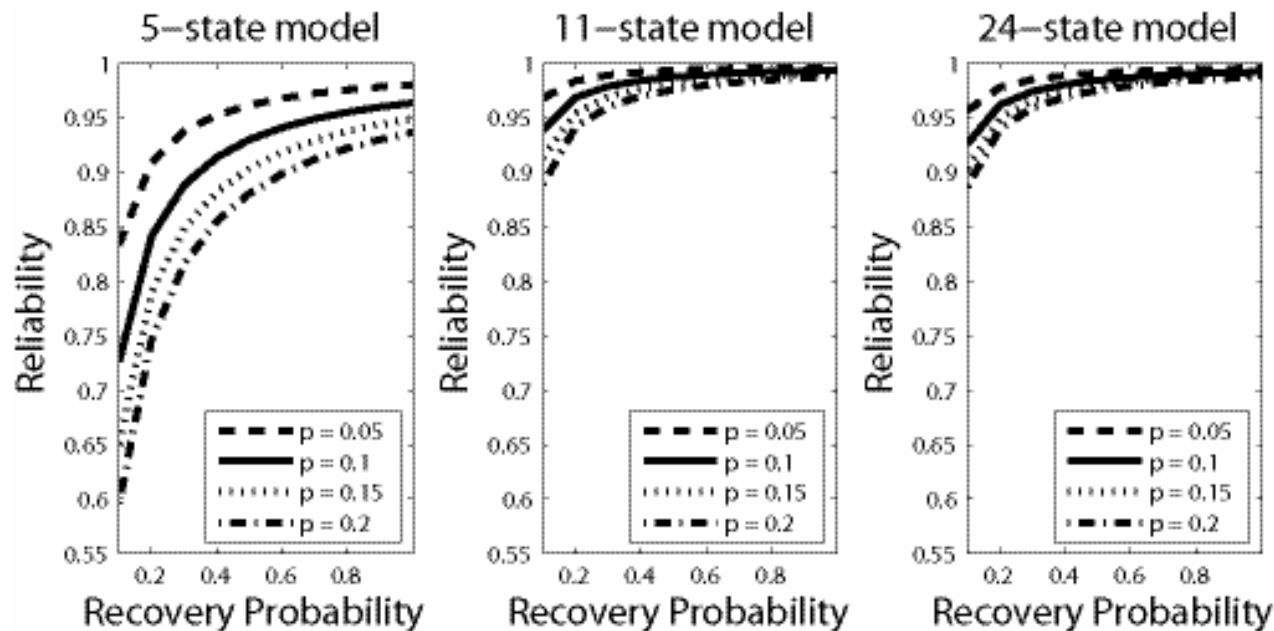 5−state model
1
0.95
0.9
0.85
0.8
0.75
0.7
0.65
0.6
0.55
Reliability
p = 0.05
p = 0.1
p = 0.15
p = 0.2
0.2 0.4 0.6 0.8
Recovery Probability
11−state model
1
0.95
0.9
0.85
0.8
0.75
0.7
0.65
0.6
0.55
Reliability
p = 0.05
p = 0.1
p = 0.15
p = 0.2
0.2 0.4 0.6 0.8
Recovery Probability
24−state model
1
0.95
0.9
0.85
0.8
0.75
0.7
0.65
0.6
0.55
Reliability
p = 0.05
p = 0.1
p = 0.15
p = 0.2
0.2 0.4 0.6 0.8
Recovery Probability